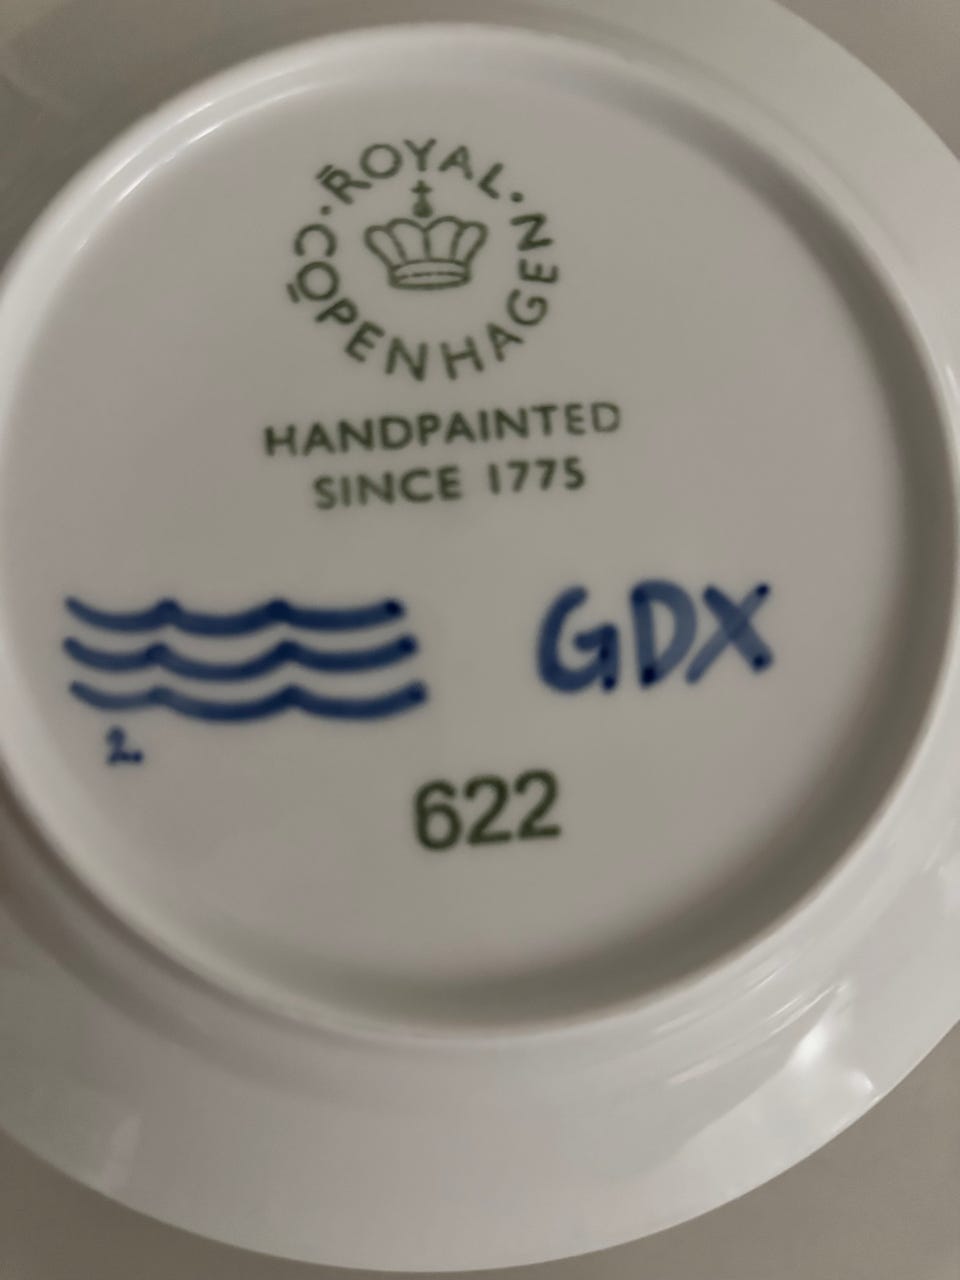 ROYAL
COPENHAGEN
HANDPAINTED
SINCE 1775
GDX
2.
622